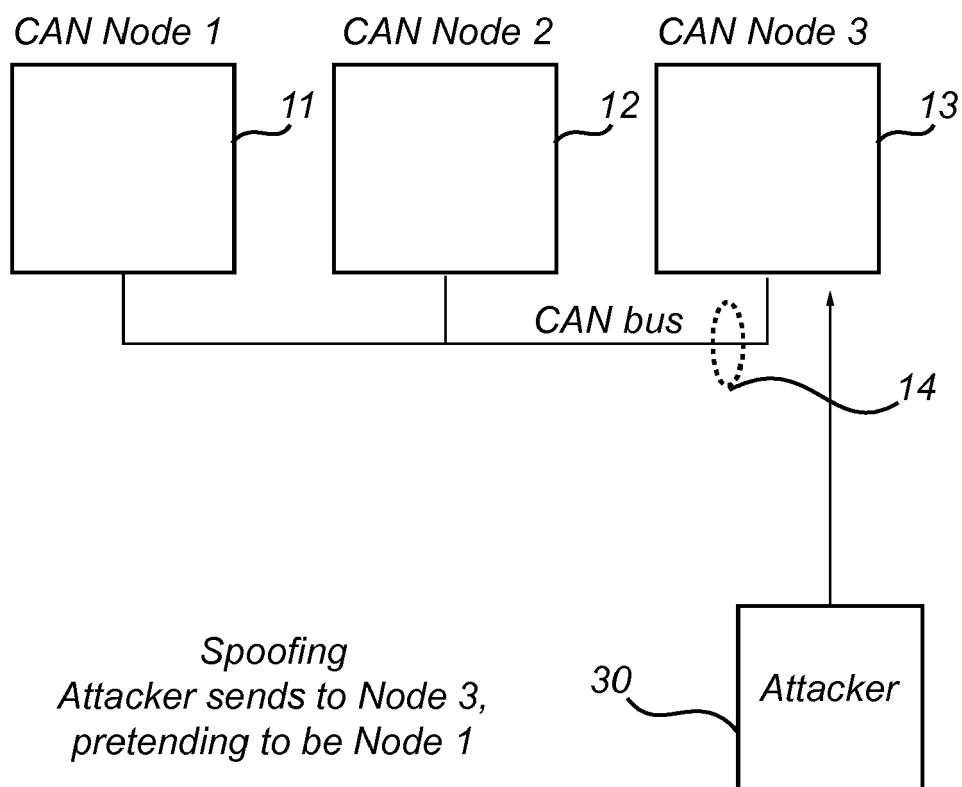 CAN Node 1 CAN Node 2 CAN Node 3
11 12 13
CAN bus
14
Spoofing
Attacker sends to Node 3,
pretending to be Node 1
30 Attacker